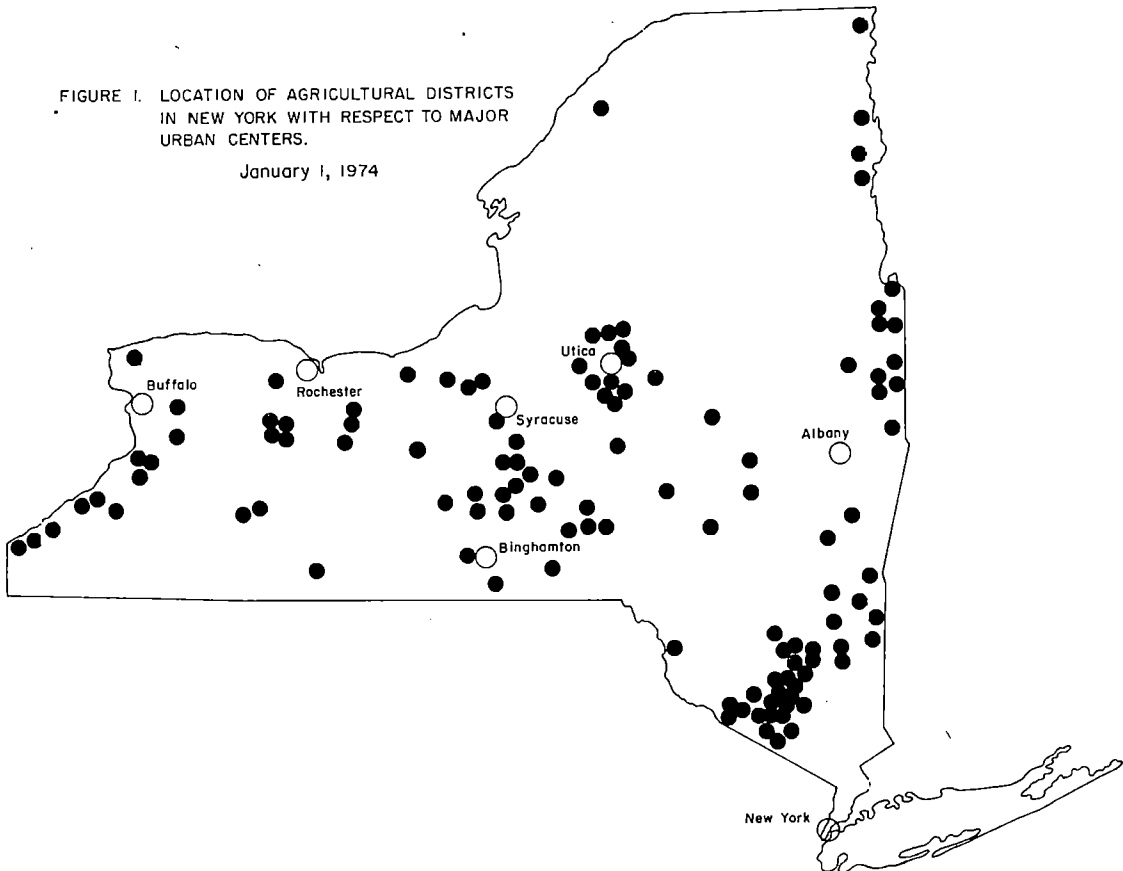 FIGURE 1. LOCATION OF AGRICULTURAL DISTRICTS
IN NEW YORK WITH RESPECT TO MAJOR
URBAN CENTERS.
January 1, 1974
Utica
Buffalo
Rochester
Syracuse
Albany
Binghamton
New York